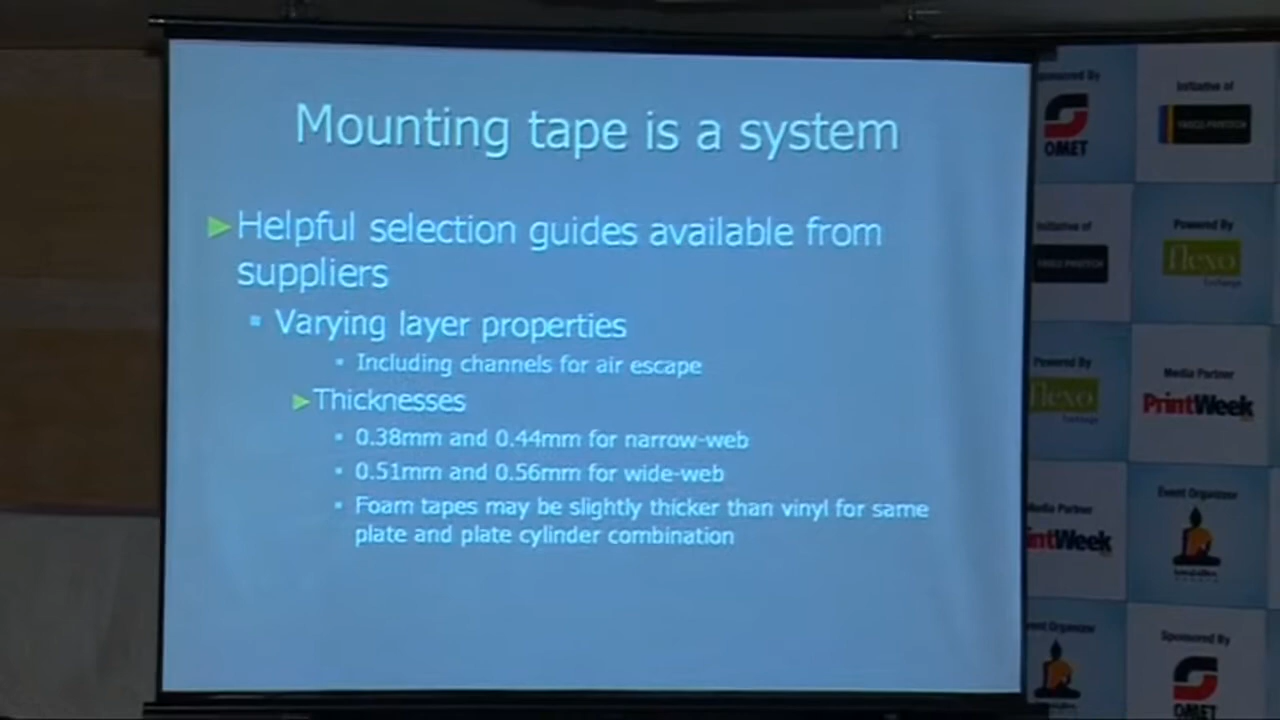 Mounting tape is a system
Helpful selection guides available from
suppliers
Varying layer properties
Including channels for air escape
Thicknesses
0.38mm and 0.44mm for narrow-web
0.51mm and 0.56mm for wide-web
Foam tapes may be slightly thicker than vinyl for same
plate and plate cylinder combination
Sponsored By
OMET
Initiative of
Initiative of
Powered By
flexo
Exchange
Powered By
flexo
Exchange
Media Partner
PrintWeek
Media Partner
intWeek
Event Organizer
Event Organizer
Sponsored By
OMET